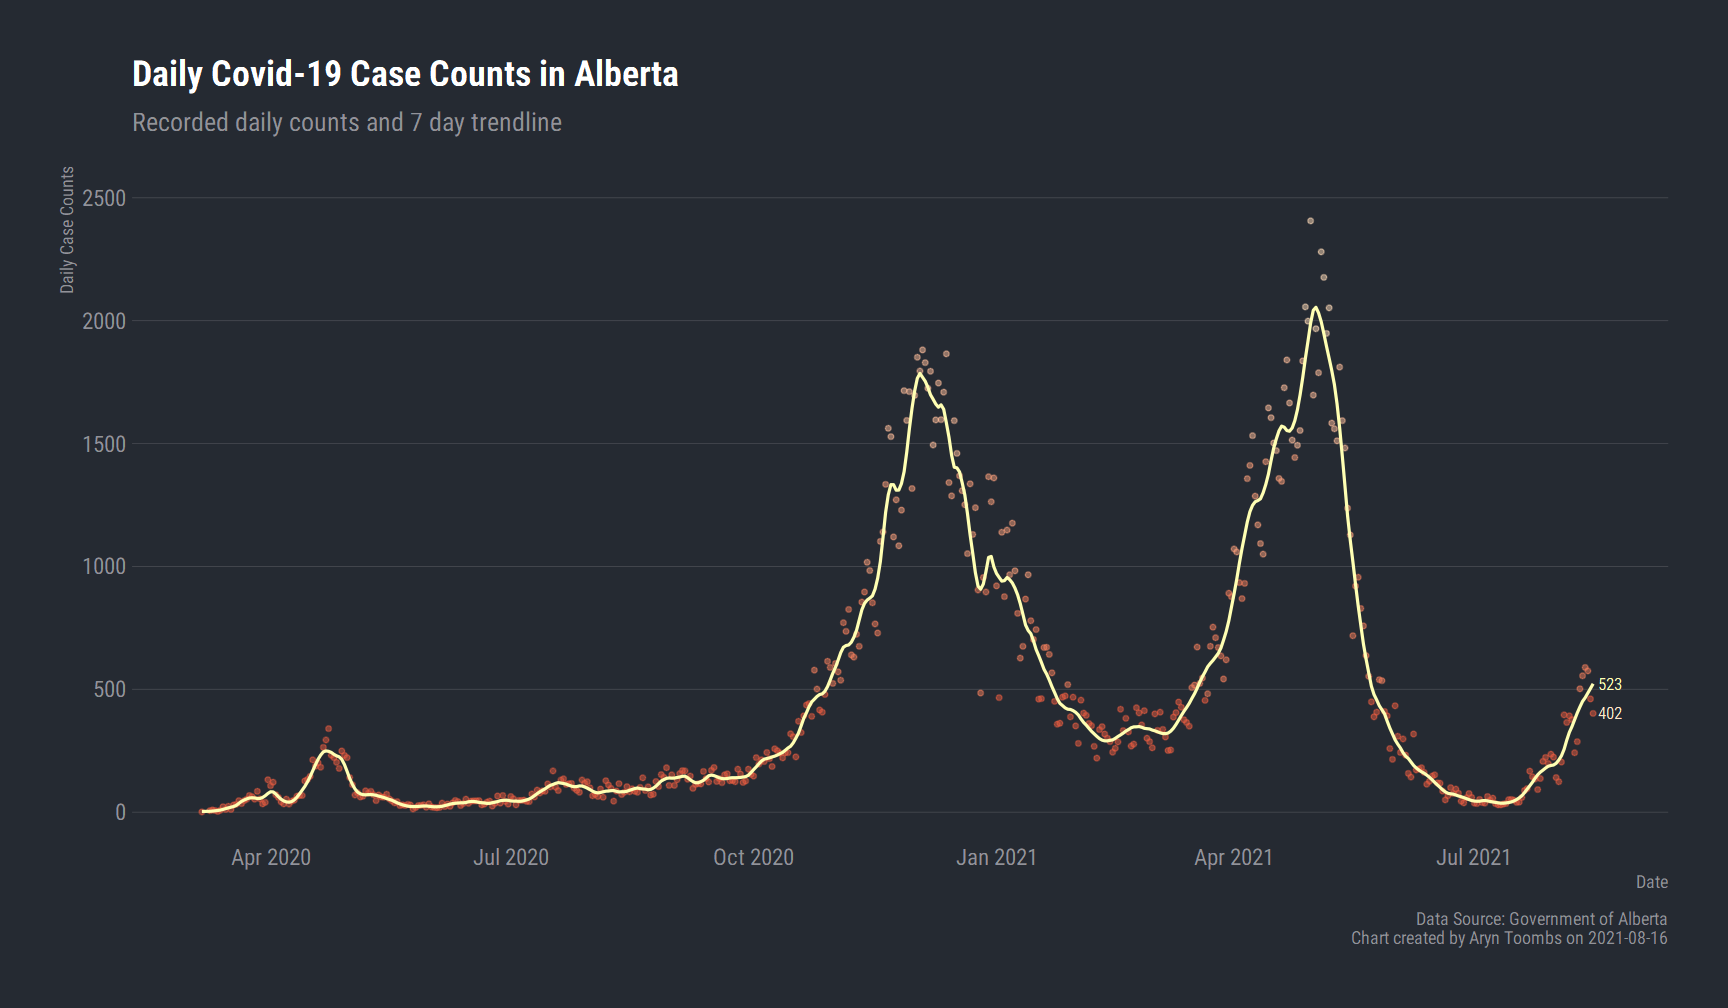 Daily Covid-19 Case Counts in Alberta
Recorded daily counts and 7 day trendline
Daily Case Counts
2500
2000
1500
1000
500
0
523
402
Apr 2020
Jul 2020
Oct 2020
Jan 2021
Apr 2021
Jul 2021
Date
Data Source: Government of Alberta
Chart created by Aryn Toombs on 2021-08-16